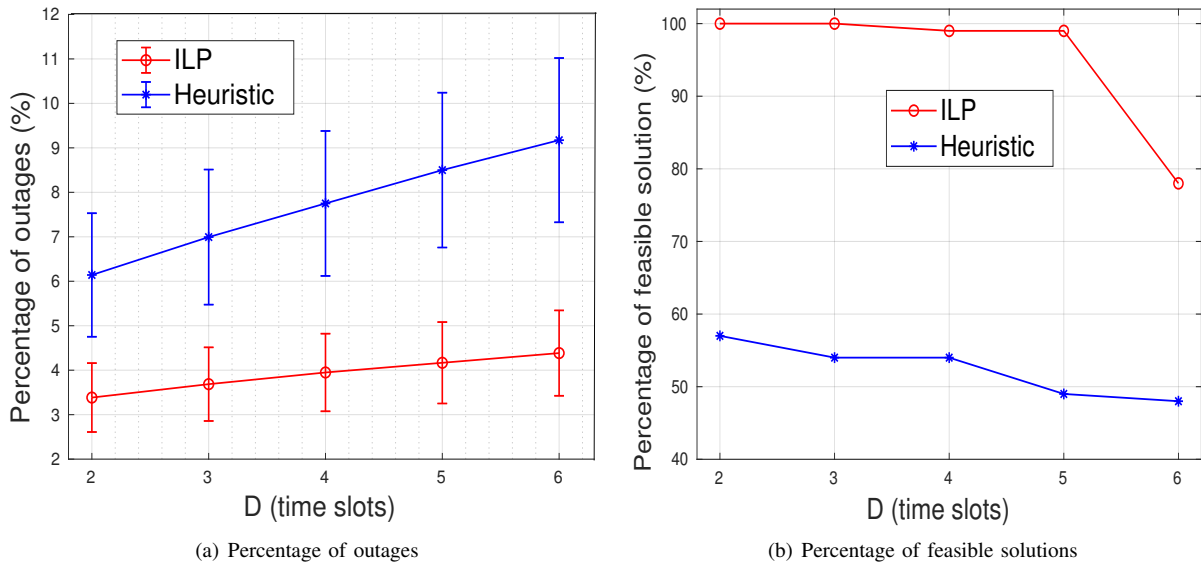 12
11
10
9
8
7
6
5
4
3
2
Percentage of outages (%)
ILP
Heuristic
2 3 4 5 6
D (time slots)
(a) Percentage of outages
100
90
80
70
60
50
40
Percentage of feasible solution (%)
ILP
Heuristic
2 3 4 5 6
D (time slots)
(b) Percentage of feasible solutions